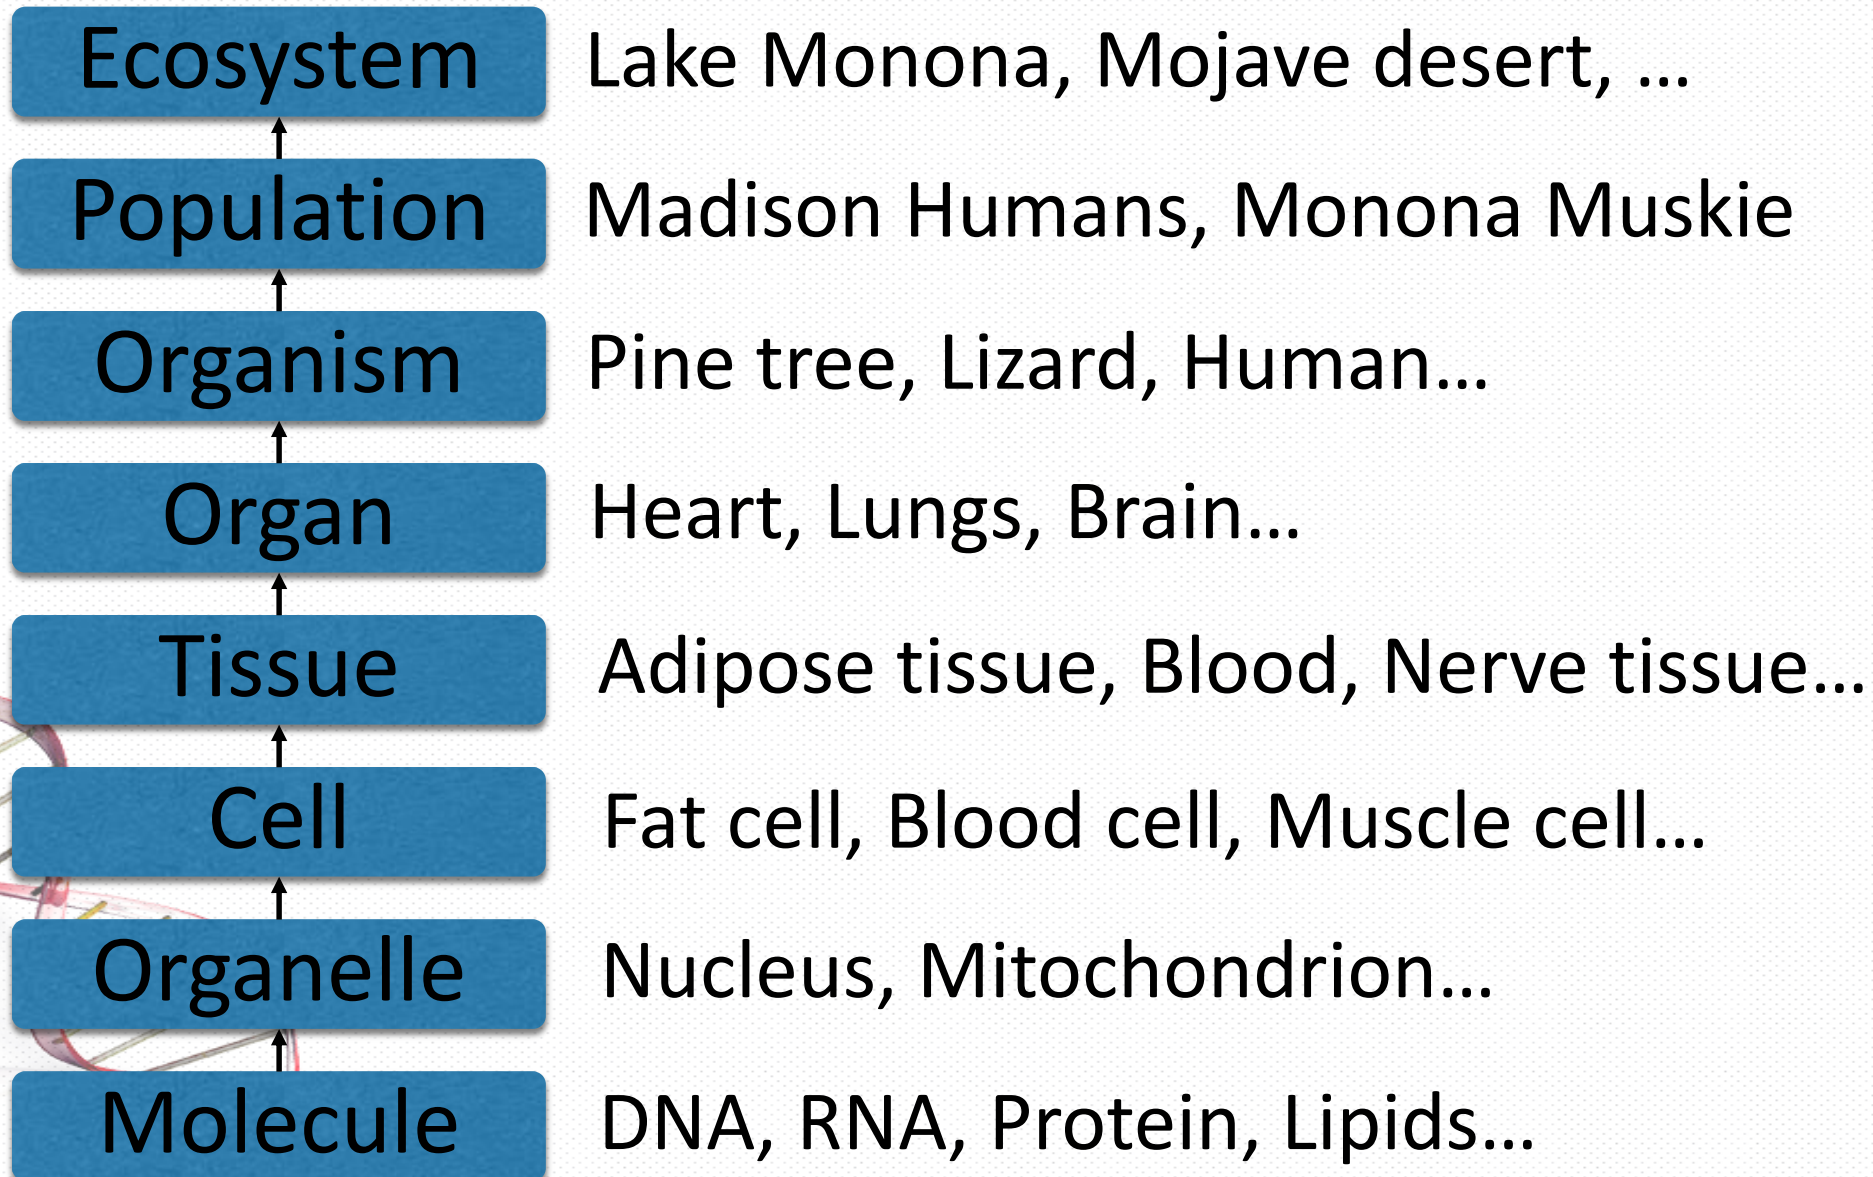 Ecosystem Lake Monona, Mojave desert, ...
Population Madison Humans, Monona Muskie
Organism Pine tree, Lizard, Human...
Organ Heart, Lungs, Brain...
Tissue Adipose tissue, Blood, Nerve tissue...
Cell Fat cell, Blood cell, Muscle cell...
Organelle Nucleus, Mitochondrion...
Molecule DNA, RNA, Protein, Lipids...